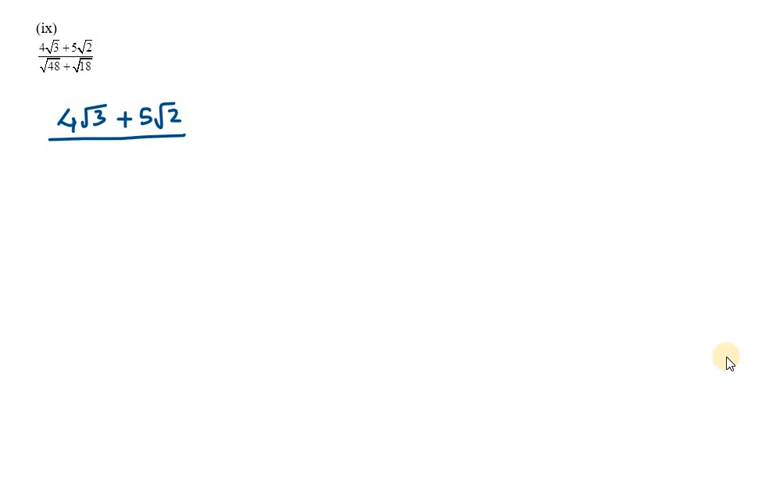 (ix)
4√3 + 5√2
√48 + √18
4√3 + 5√2